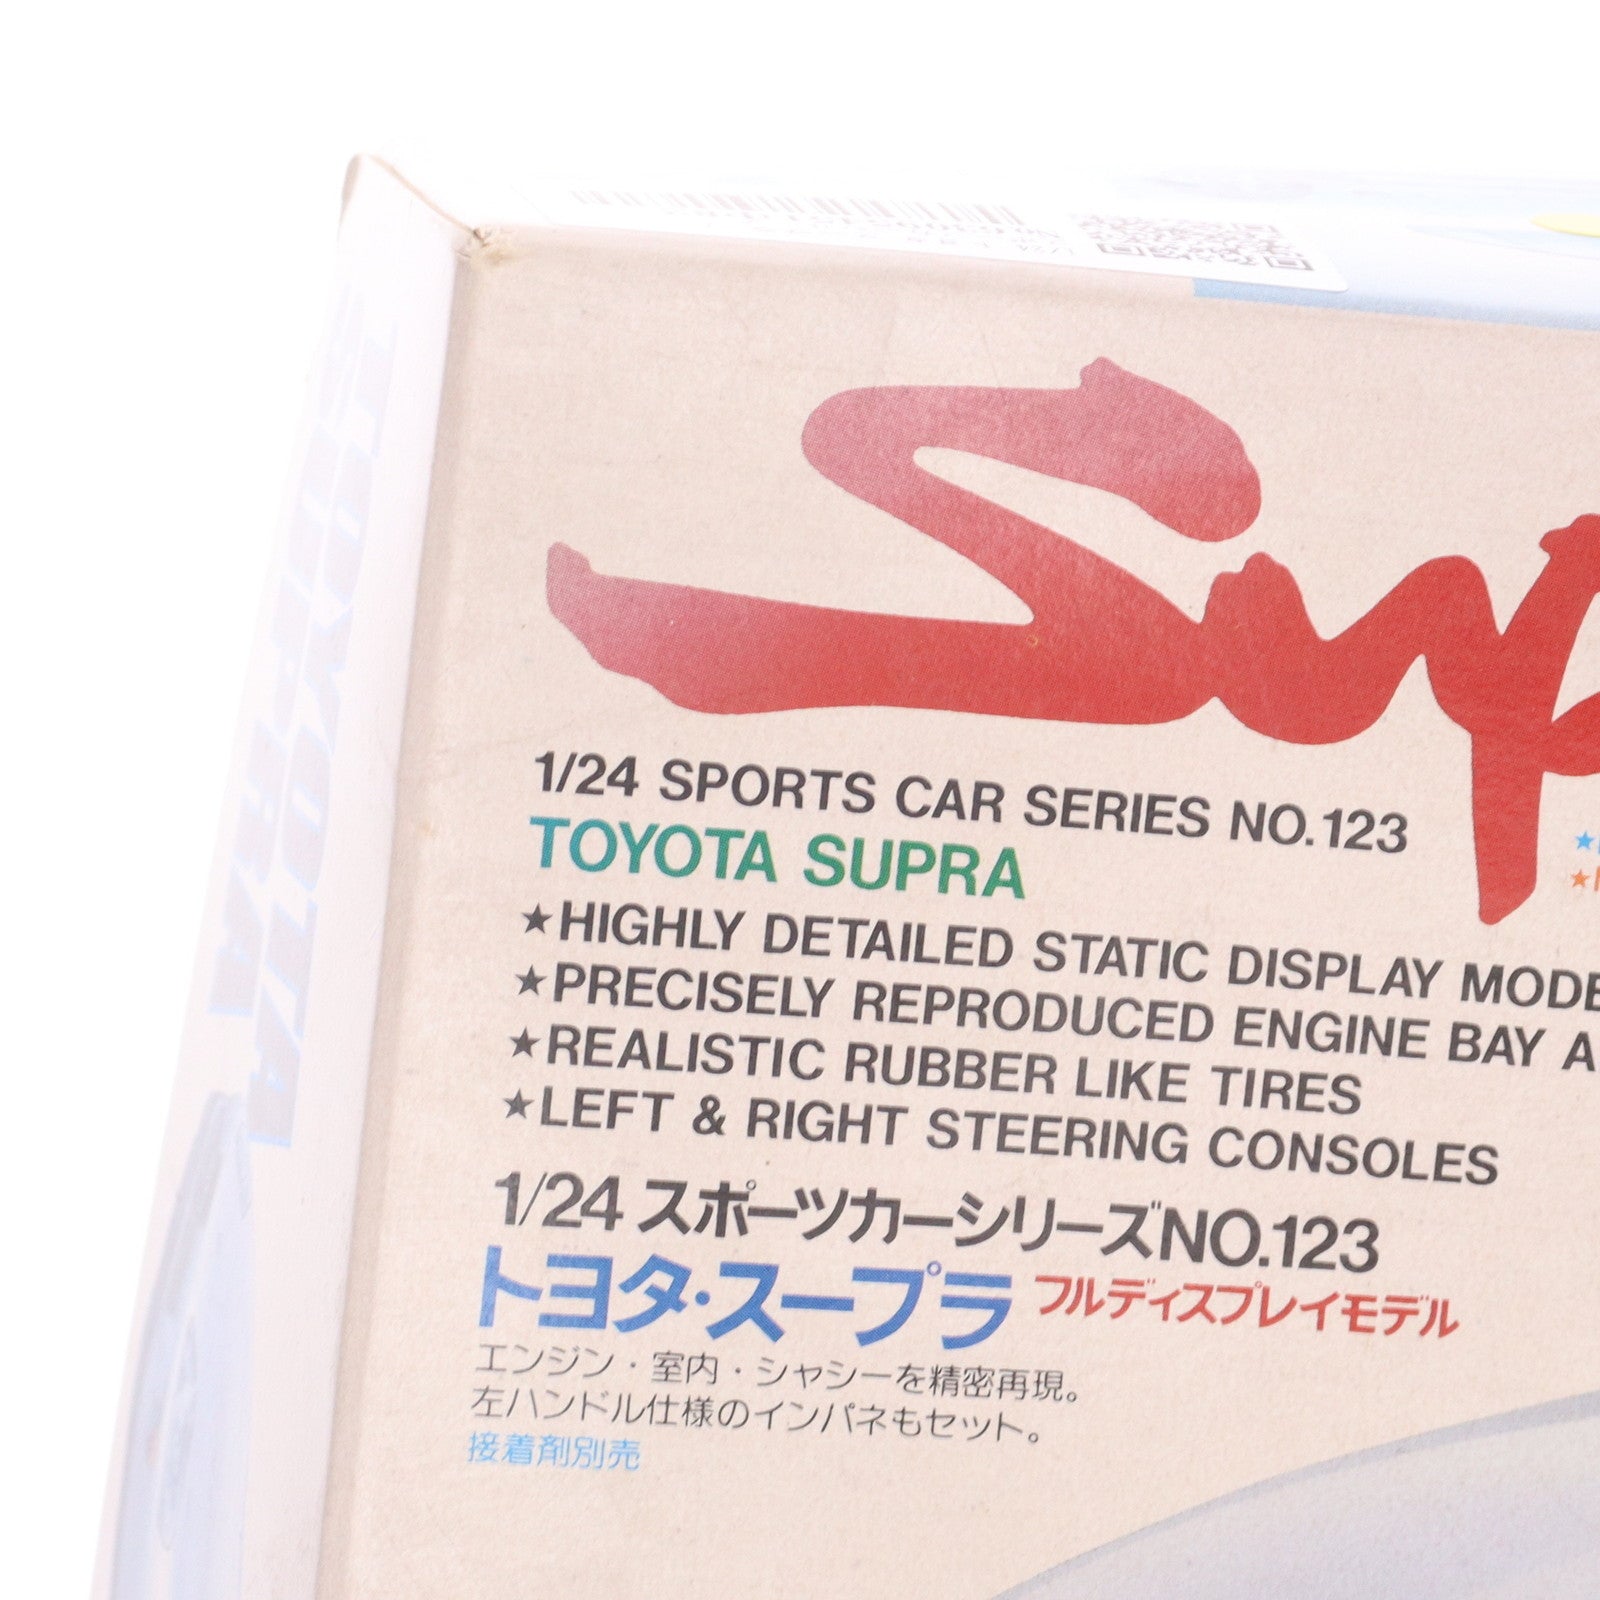 Sup
1/24 SPORTS CAR SERIES NO.123
TOYOTA SUPRA
★HIGHLY DETAILED STATIC DISPLAY MODE
★PRECISELY REPRODUCED ENGINE BAY A
★REALISTIC RUBBER LIKE TIRES
★LEFT & RIGHT STEERING CONSOLES
1/24 スポーツカーシリーズNO.123
トヨタ・スープラ フルディスプレイモデル
エンジン・室内・シャシーを精密再現。
左ハンドル仕様のインパネもセット。
接着剤別売
TOYOTA
SUPRA